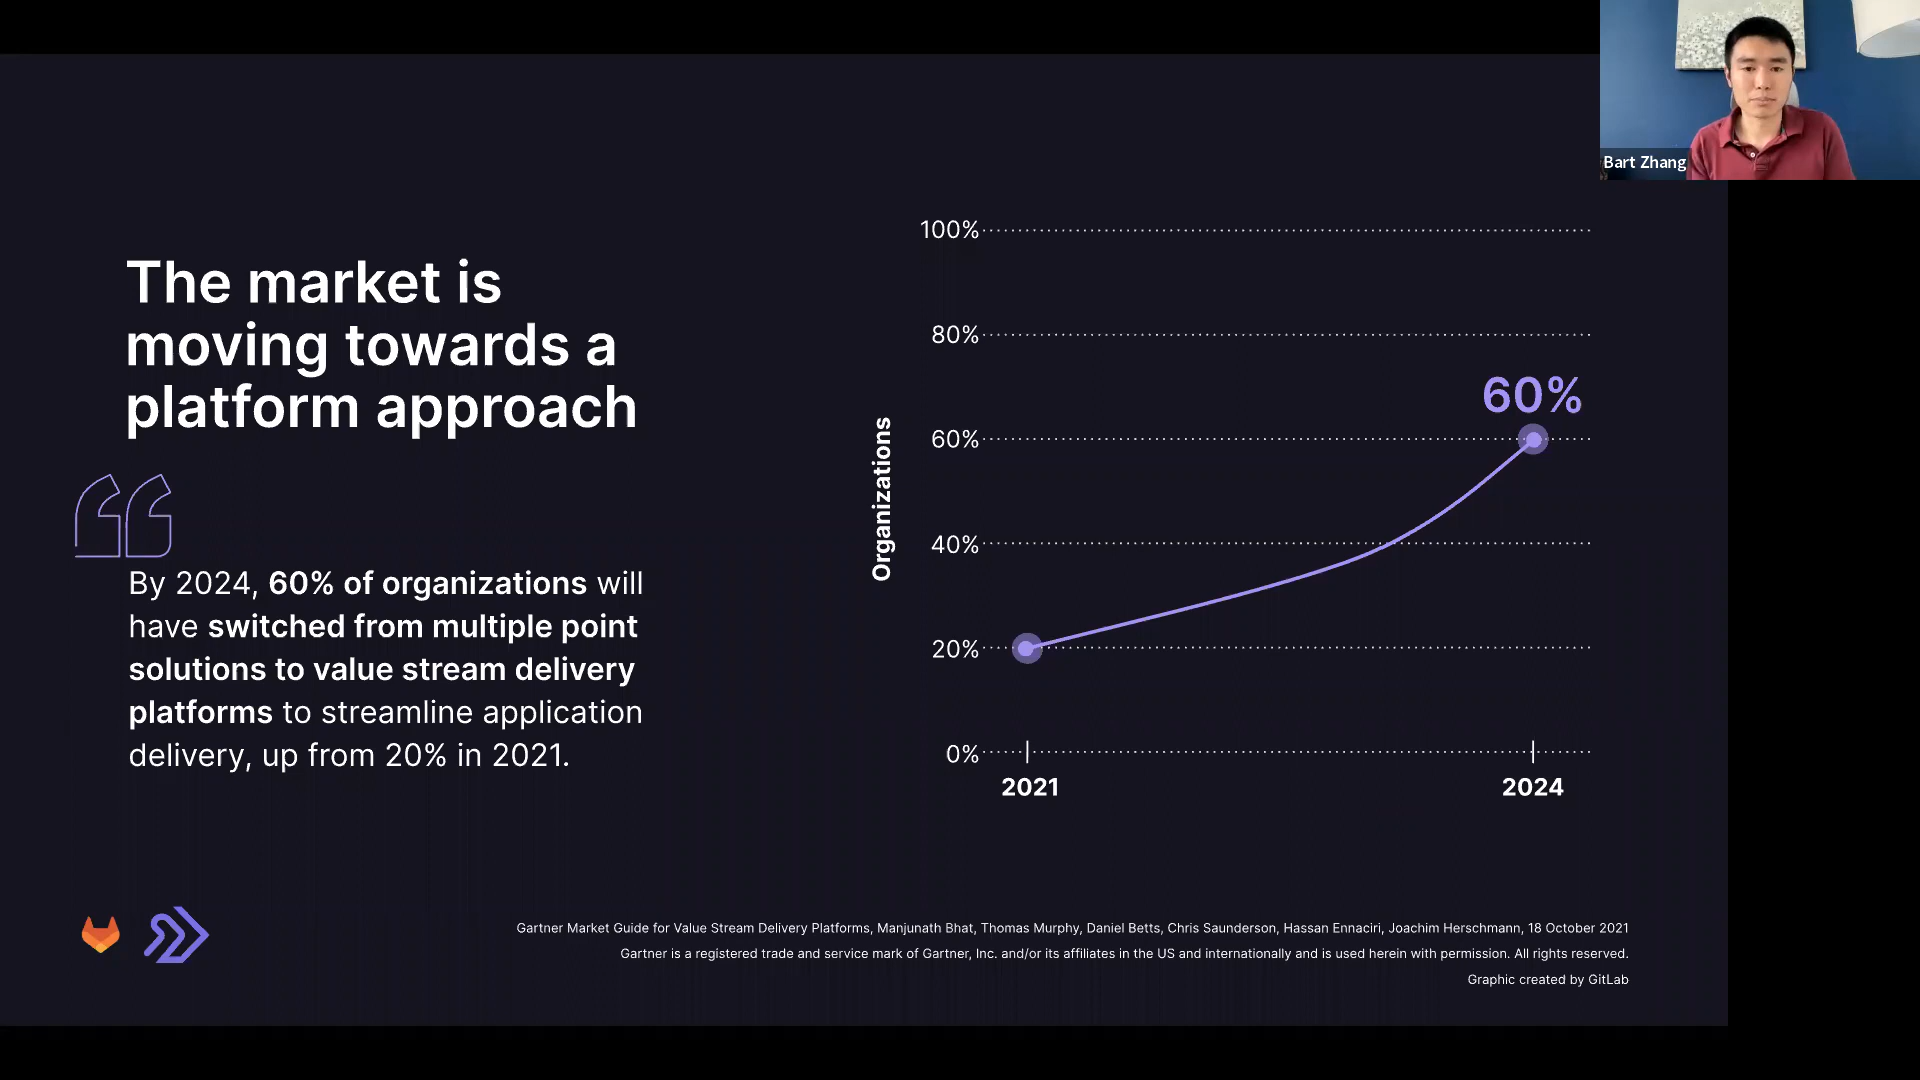 Bart Zhang
The market is
moving towards a
platform approach
By 2024, 60% of organizations will
have switched from multiple point
solutions to value stream delivery
platforms to streamline application
delivery, up from 20% in 2021.
Organizations
100%
80%
60%
60%
40%
20%
0%
2021
2024
Gartner Market Guide for Value Stream Delivery Platforms, Manjunath Bhat, Thomas Murphy, Daniel Betts, Chris Saunderson, Hassan Ennaciri, Joachim Herschmann, 18 October 2021
Gartner is a registered trade and service mark of Gartner, Inc. and/or its affiliates in the US and internationally and is used herein with permission. All rights reserved.
Graphic created by GitLab